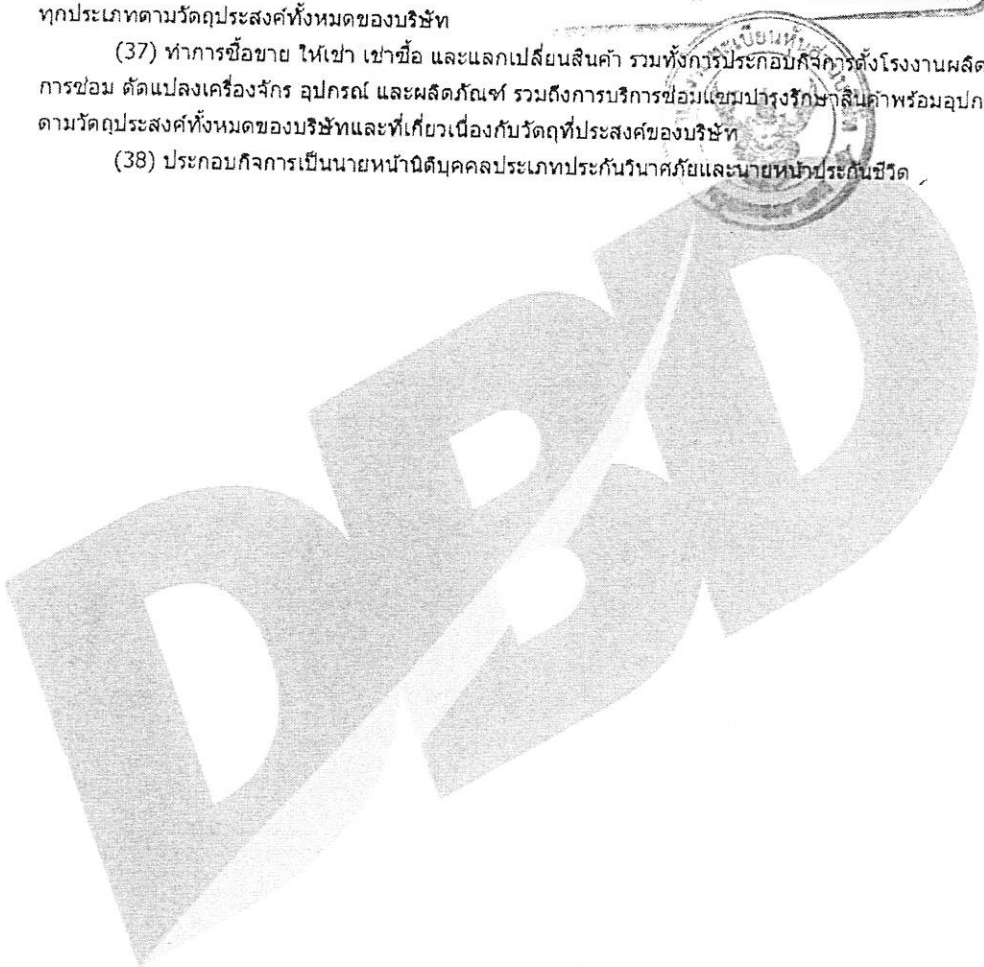 ทุกประเภทตามวัตถุประสงค์ทั้งหมดของบริษัท
(37) ทำการซื้อขาย ให้เช่า เช่าซื้อ และแลกเปลี่ยนสินค้า รวมทั้งการประกอบกิจการตั้งโรงงานผลิต
การซ่อม ดัดแปลงเครื่องจักร อุปกรณ์ และผลิตภัณฑ์ รวมถึงการบริการซ่อมแซมบำรุงรักษาสินค้าพร้อมอุปก
ตามวัตถุประสงค์ทั้งหมดของบริษัทและที่เกี่ยวเนื่องกับวัตถุที่ประสงค์ของบริษัท
(38) ประกอบกิจการเป็นนายหน้านิติบุคคลประเภทประกันวินาศภัยและนายหน้าประกันชีวิต
DBD